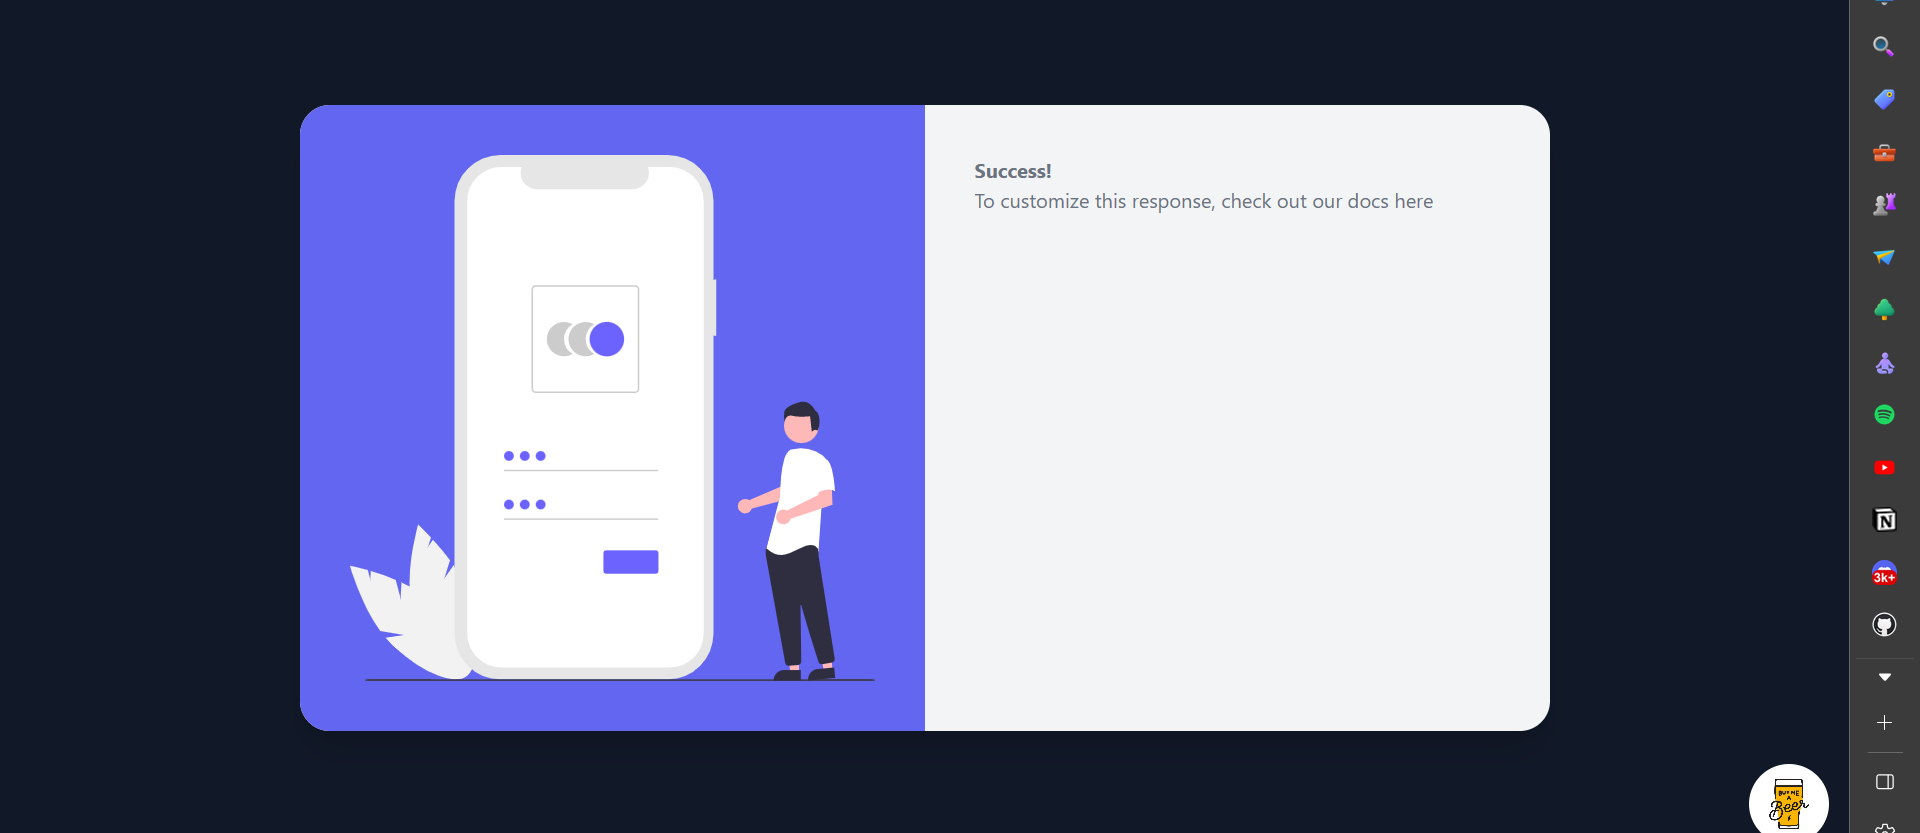 Success!
To customize this response, check out our docs here
N
3k+
BUY ME
A
Beer